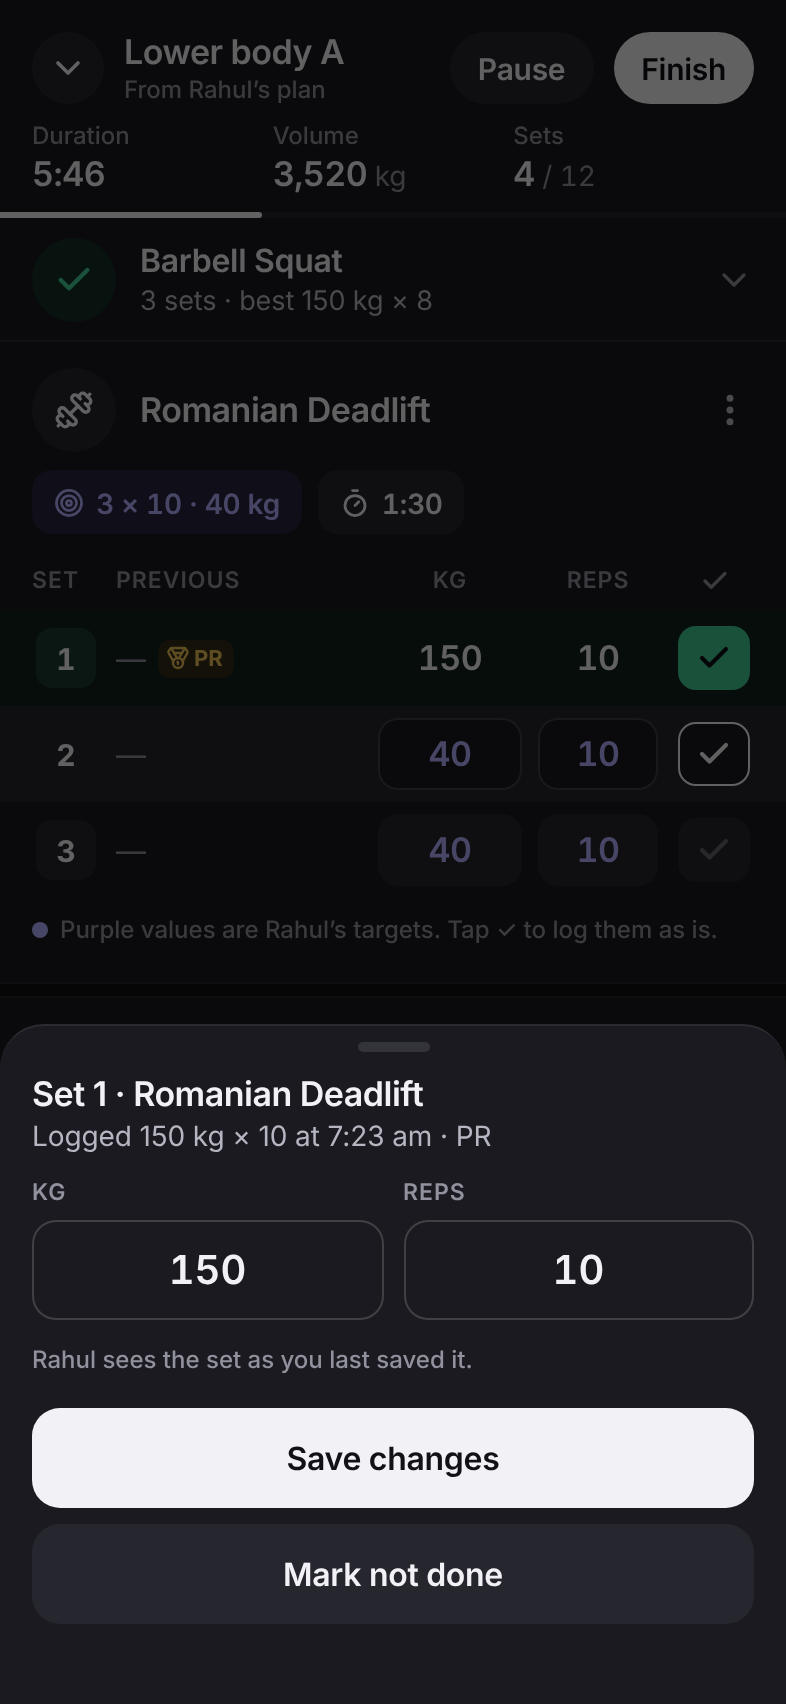 Lower body A
From Rahul's plan
Pause
Finish
Duration
Volume
Sets
5:46
3,520 kg
4 / 12
Barbell Squat
3 sets · best 150 kg × 8
Romanian Deadlift
3 × 10 · 40 kg
1:30
SET PREVIOUS KG REPS ✓
1 — PR 150 10 ✓
2 — 40 10 ✓
3 — 40 10 ✓
Purple values are Rahul's targets. Tap ✓ to log them as is.
Set 1 · Romanian Deadlift
Logged 150 kg × 10 at 7:23 am · PR
KG
REPS
150
10
Rahul sees the set as you last saved it.
Save changes
Mark not done